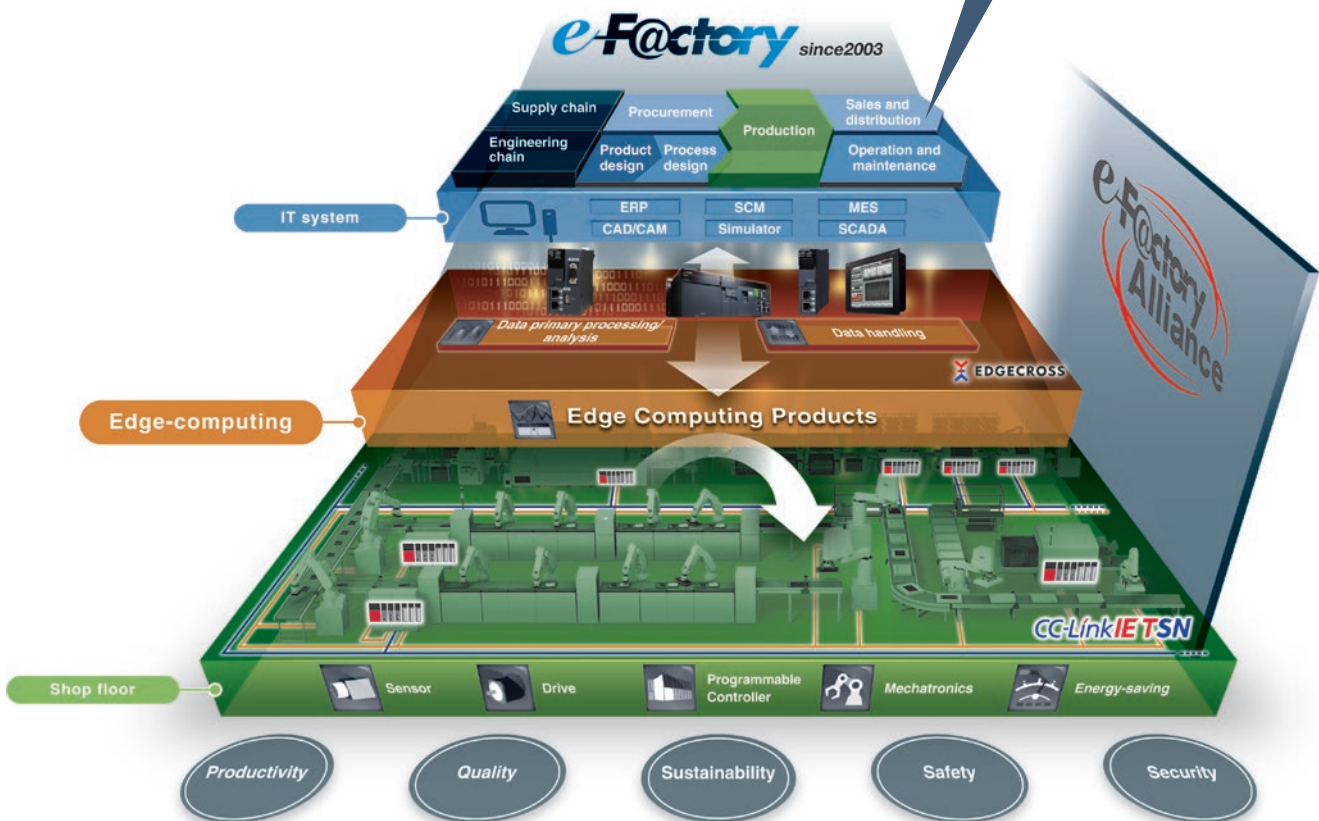 e-F@ctory since2003
Supply chain
Procurement
Production
Sales and
distribution
Engineering
chain
Product
design
Process
design
Operation and
maintenance
IT system
ERP
SCM
MES
CAD/CAM
Simulator
SCADA
Data primary processing/
analysis
Data handling
EDGECROSS
Edge-computing
Edge Computing Products
e-F@ctory
Alliance
CC-Link IE TSN
Shop floor
Sensor
Drive
Programmable
Controller
Mechatronics
Energy-saving
Productivity
Quality
Sustainability
Safety
Security